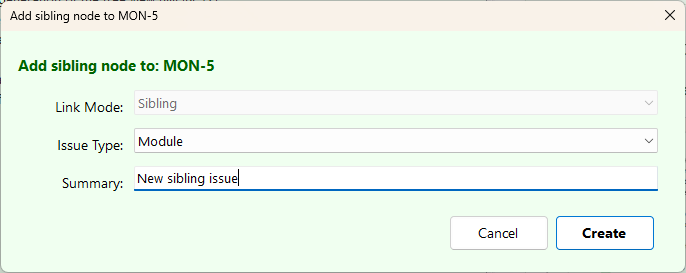 Add sibling node to MON-5
Add sibling node to: MON-5
Link Mode: Sibling
Issue Type: Module
Summary: New sibling issue
Cancel Create